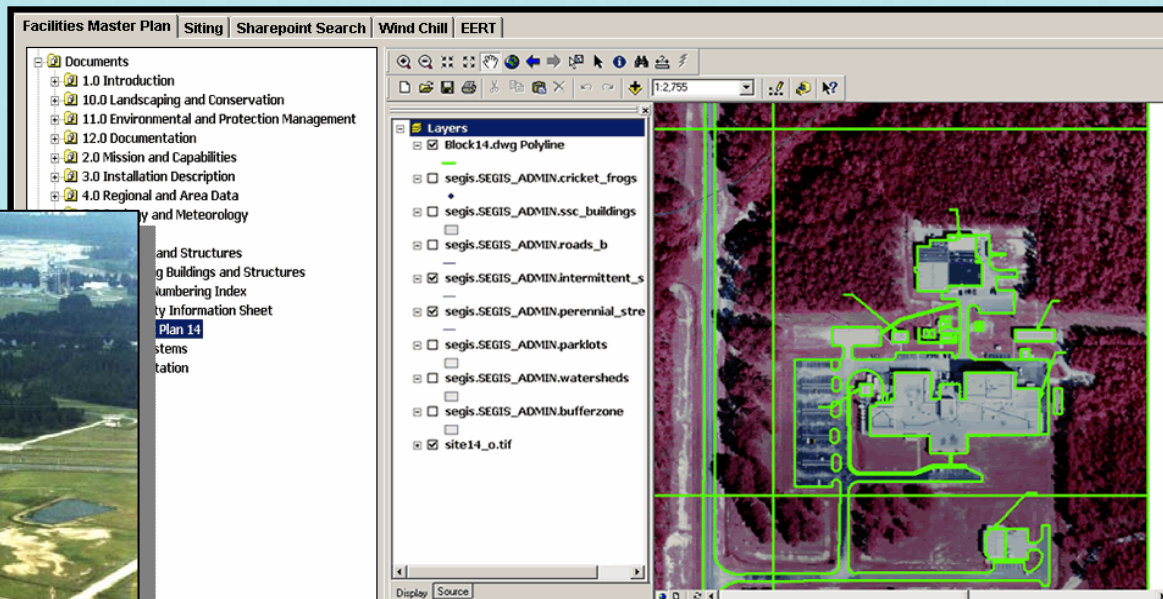 Facilities Master Plan Siting Sharepoint Search Wind Chill EERT
Documents
1.0 Introduction
10.0 Landscaping and Conservation
11.0 Environmental and Protection Management
12.0 Documentation
2.0 Mission and Capabilities
3.0 Installation Description
4.0 Regional and Area Data
and Meteorology
and Structures
Buildings and Structures
Numbering Index
Information Sheet
Plan 14
1:2,755
Layers
Block14.dwg Polyline
segis.SEGIS_ADMIN.cricket_frogs
segis.SEGIS_ADMIN.ssc_buildings
segis.SEGIS_ADMIN.roads_b
segis.SEGIS_ADMIN.intermittent_s
segis.SEGIS_ADMIN.perennial_stre
segis.SEGIS_ADMIN.parklots
segis.SEGIS_ADMIN.watersheds
segis.SEGIS_ADMIN.bufferzone
site14_o.tif
Display Source